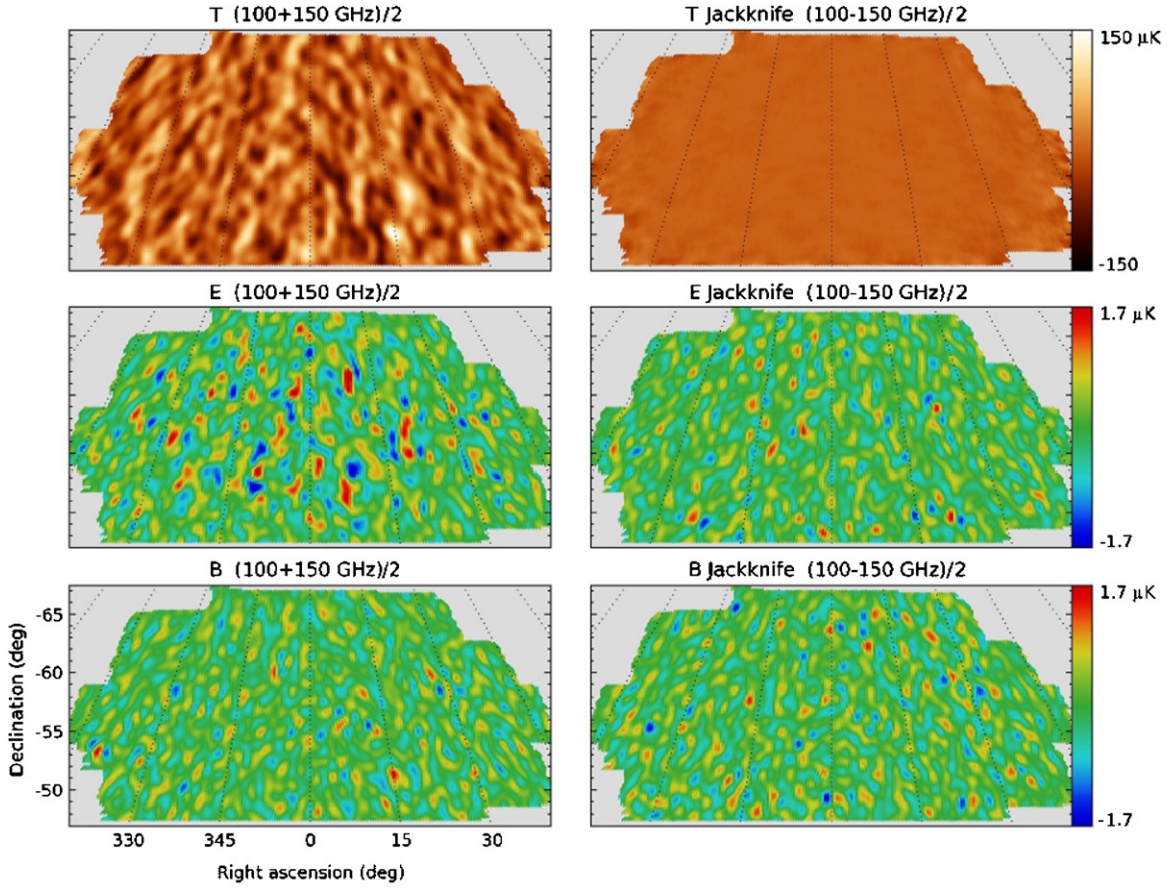 T (100+150 GHz)/2
T Jackknife (100-150 GHz)/2
150 μK
-150
E (100+150 GHz)/2
E Jackknife (100-150 GHz)/2
1.7 μK
-1.7
B (100+150 GHz)/2
B Jackknife (100-150 GHz)/2
1.7 μK
-1.7
Declination (deg)
-65
-60
-55
-50
330 345 0 15 30
Right ascension (deg)